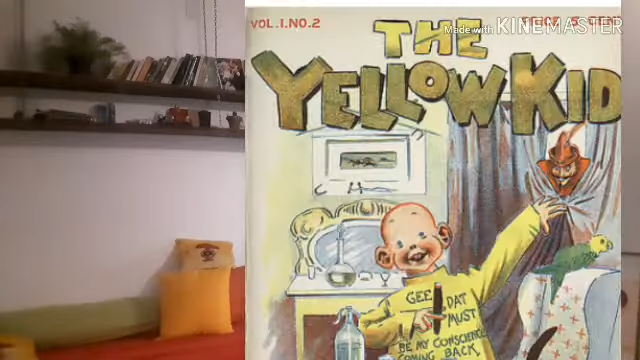 VOL. I. NO. 2
Made with KINEMASTER
THE
YELLOW KID
GEE DAT
MUST
BE MY CONSCIENCE
COMING BACK